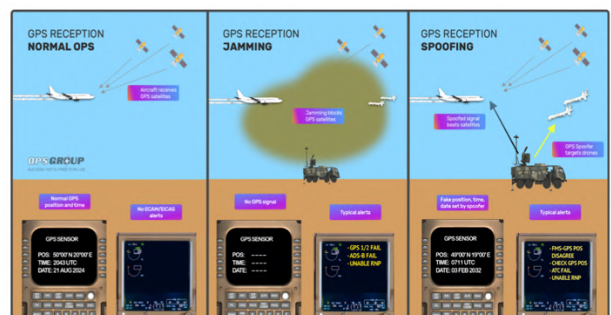 GPS RECEPTION
NORMAL OPS
Aircraft receives
GPS satellites
OPSGROUP
Normal GPS
position and time
No ECAM/EICAS
alerts
GPS SENSOR
POS: 50°00'N 20°00'E
TIME: 2043 UTC
DATE: 21 AUG 2024
GPS RECEPTION
JAMMING
Jamming blocks
GPS satellites
No GPS signal
Typical alerts
GPS SENSOR
POS: ----
TIME: ----
DATE: ----
- GPS 1/2 FAIL
- ADS-B FAIL
- UNABLE RNP
GPS RECEPTION
SPOOFING
Spoofed signal
beats satellites
GPS Spoofer
targets drones
Fake position, time,
date set by spoofer
Typical alerts
GPS SENSOR
POS: 49°00'N 19°00'E
TIME: 0711 UTC
DATE: 03 FEB 2032
- FMS-GPS POS
DISAGREE
- CHECK GPS POS
- ATC FAIL
- UNABLE RNP